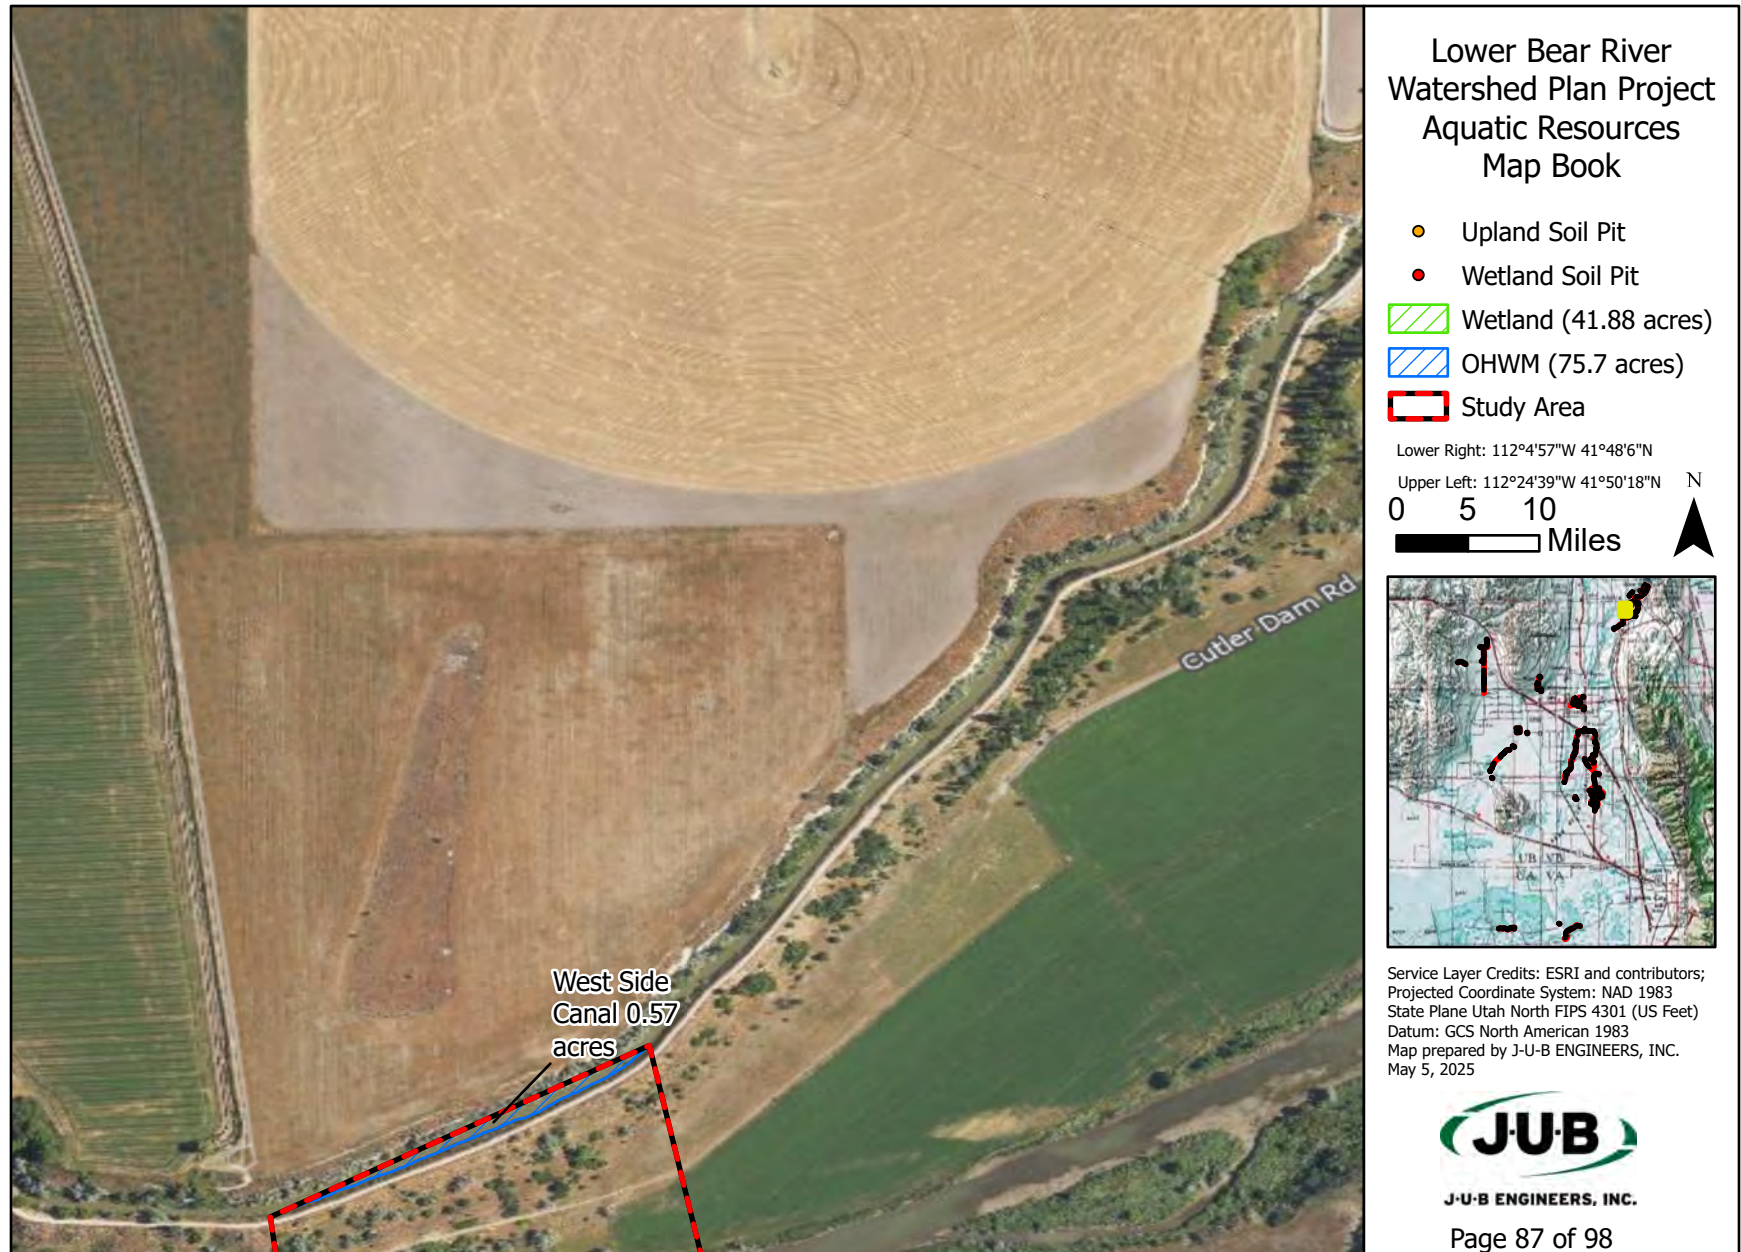 Lower Bear River
Watershed Plan Project
Aquatic Resources
Map Book
Upland Soil Pit
Wetland Soil Pit
Wetland (41.88 acres)
OHWM (75.7 acres)
Study Area
Lower Right: 112°4'57"W 41°48'6"N
Upper Left: 112°24'39"W 41°50'18"N
N
0 5 10
Miles
Cutler Dam Rd
West Side
Canal 0.57
acres
Service Layer Credits: ESRI and contributors;
Projected Coordinate System: NAD 1983
State Plane Utah North FIPS 4301 (US Feet)
Datum: GCS North American 1983
Map prepared by J-U-B ENGINEERS, INC.
May 5, 2025
J·U·B
J·U·B ENGINEERS, INC.
Page 87 of 98